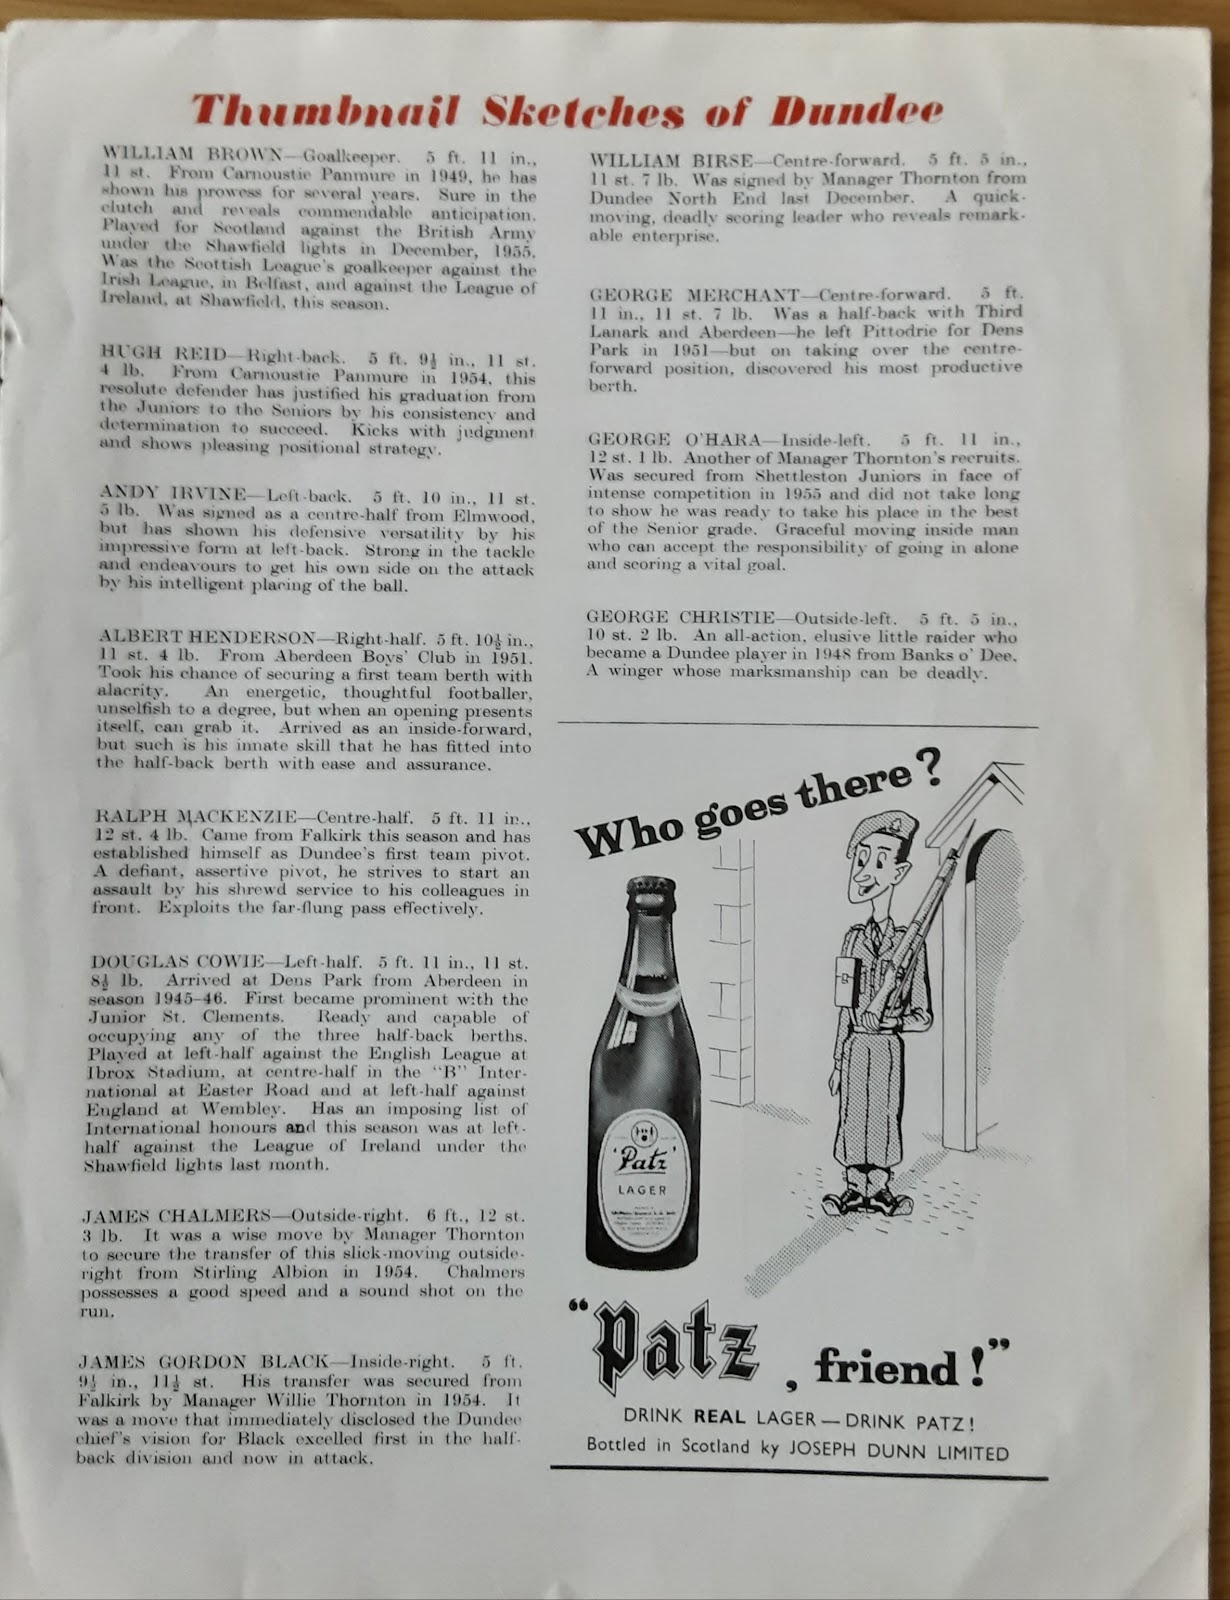 Thumbnail Sketches of Dundee
WILLIAM BROWN—Goalkeeper. 5 ft. 11 in.,
11 st. From Carnoustie Panmure in 1949, he has
shown his prowess for several years. Sure in the
clutch and reveals commendable anticipation.
Played for Scotland against the British Army
under the Shawfield lights in December, 1955.
Was the Scottish League's goalkeeper against the
Irish League, in Belfast, and against the League of
Ireland, at Shawfield, this season.
HUGH REID—Right-back. 5 ft. 9½ in., 11 st.
4 lb. From Carnoustie Panmure in 1954, this
resolute defender has justified his graduation from
the Juniors to the Seniors by his consistency and
determination to succeed. Kicks with judgment
and shows pleasing positional strategy.
ANDY IRVINE—Left-back. 5 ft. 10 in., 11 st.
5 lb. Was signed as a centre-half from Elmwood,
but has shown his defensive versatility by his
impressive form at left-back. Strong in the tackle
and endeavours to get his own side on the attack
by his intelligent placing of the ball.
ALBERT HENDERSON—Right-half. 5 ft. 10½ in.,
11 st. 4 lb. From Aberdeen Boys' Club in 1951.
Took his chance of securing a first team berth with
alacrity. An energetic, thoughtful footballer,
unselfish to a degree, but when an opening presents
itself, can grab it. Arrived as an inside-forward,
but such is his innate skill that he has fitted into
the half-back berth with ease and assurance.
RALPH MACKENZIE—Centre-half. 5 ft. 11 in.,
12 st. 4 lb. Came from Falkirk this season and has
established himself as Dundee's first team pivot.
A defiant, assertive pivot, he strives to start an
assault by his shrewd service to his colleagues in
front. Exploits the far-flung pass effectively.
DOUGLAS COWIE—Left-half. 5 ft. 11 in., 11 st.
8½ lb. Arrived at Dens Park from Aberdeen in
season 1945-46. First became prominent with the
Junior St. Clements. Ready and capable of
occupying any of the three half-back berths.
Played at left-half against the English League at
Ibrox Stadium, at centre-half in the "B" Inter-
national at Easter Road and at left-half against
England at Wembley. Has an imposing list of
International honours and this season was at left-
half against the League of Ireland under the
Shawfield lights last month.
JAMES CHALMERS—Outside-right. 6 ft., 12 st.
3 lb. It was a wise move by Manager Thornton
to secure the transfer of this slick-moving outside-
right from Stirling Albion in 1954. Chalmers
possesses a good speed and a sound shot on the
run.
JAMES GORDON BLACK—Inside-right. 5 ft.
9½ in., 11½ st. His transfer was secured from
Falkirk by Manager Willie Thornton in 1954. It
was a move that immediately disclosed the Dundee
chief's vision for Black excelled first in the half-
back division and now in attack.
WILLIAM BIRSE—Centre-forward. 5 ft. 5 in.,
11 st. 7 lb. Was signed by Manager Thornton from
Dundee North End last December. A quick-
moving, deadly scoring leader who reveals remark-
able enterprise.
GEORGE MERCHANT—Centre-forward. 5 ft.
11 in., 11 st. 7 lb. Was a half-back with Third
Lanark and Aberdeen—he left Pittodrie for Dens
Park in 1951—but on taking over the centre-
forward position, discovered his most productive
berth.
GEORGE O'HARA—Inside-left. 5 ft. 11 in.,
12 st. 1 lb. Another of Manager Thornton's recruits.
Was secured from Shettleston Juniors in face of
intense competition in 1955 and did not take long
to show he was ready to take his place in the best
of the Senior grade. Graceful moving inside man
who can accept the responsibility of going in alone
and scoring a vital goal.
GEORGE CHRISTIE—Outside-left. 5 ft. 5 in.,
10 st. 2 lb. An all-action, elusive little raider who
became a Dundee player in 1948 from Banks o' Dee.
A winger whose marksmanship can be deadly.
Who goes there?
'Patz'
LAGER
"Patz, friend!"
DRINK REAL LAGER — DRINK PATZ!
Bottled in Scotland ky JOSEPH DUNN LIMITED